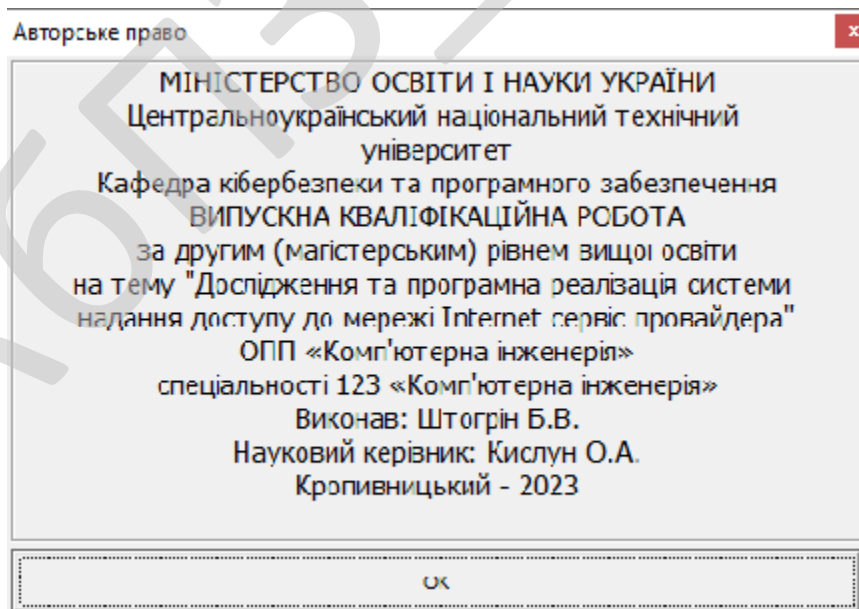 Авторське право
МІНІСТЕРСТВО ОСВІТИ І НАУКИ УКРАЇНИ
Центральноукраїнський національний технічний
університет
Кафедра кібербезпеки та програмного забезпечення
ВИПУСКНА КВАЛІФІКАЦІЙНА РОБОТА
за другим (магістерським) рівнем вищої освіти
на тему "Дослідження та програмна реалізація системи
надання доступу до мережі Internet сервіс провайдера"
ОПП «Комп'ютерна інженерія»
спеціальності 123 «Комп'ютерна інженерія»
Виконав: Штогрін Б.В.
Науковий керівник: Кислун О.А.
Кропивницький - 2023
ОК